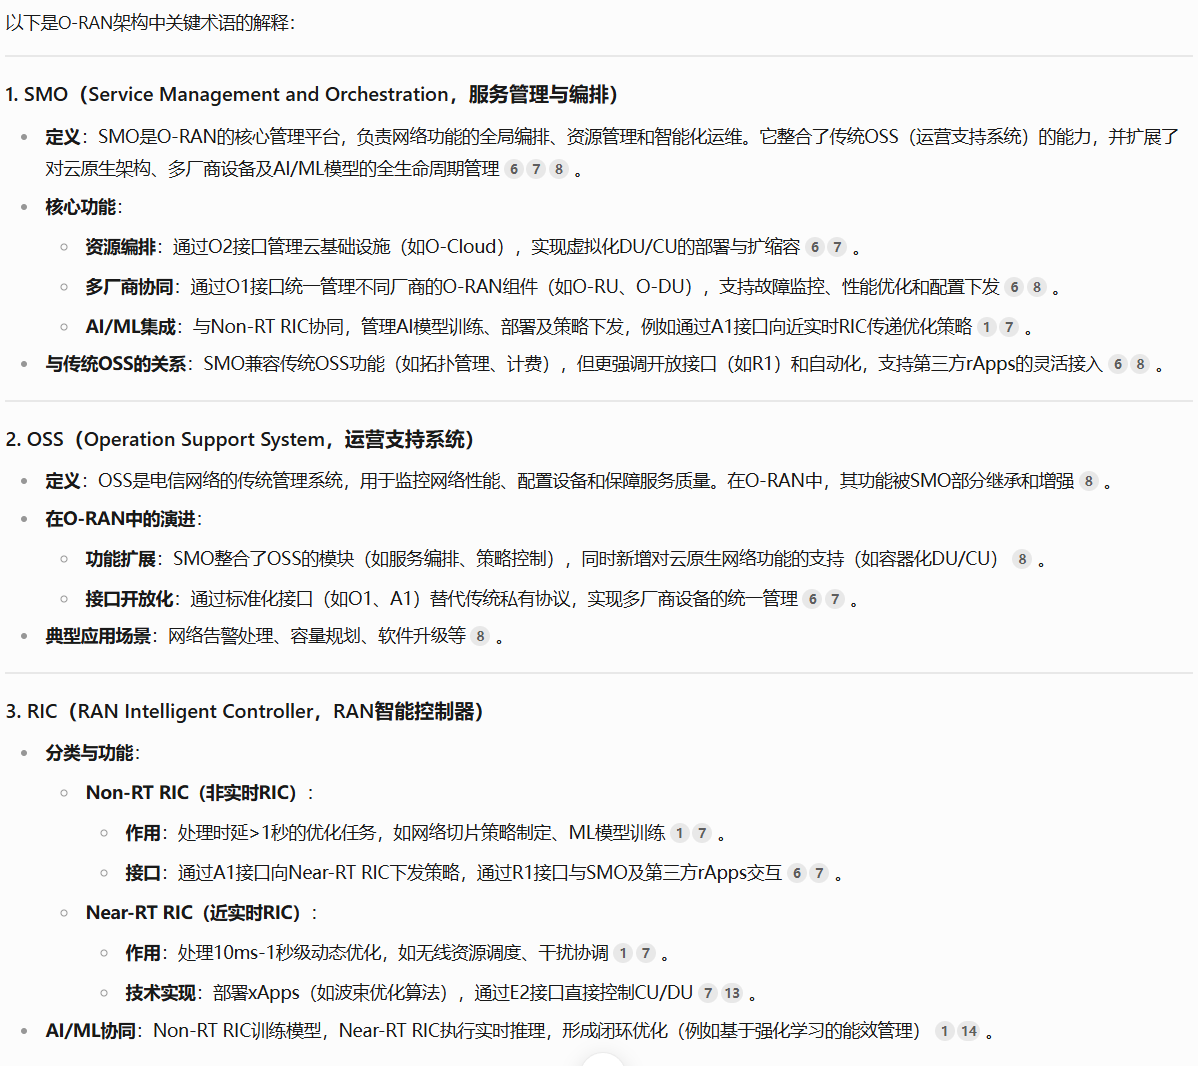 以下是O-RAN架构中关键术语的解释：
1. SMO（Service Management and Orchestration，服务管理与编排）
定义：SMO是O-RAN的核心管理平台，负责网络功能的全局编排、资源管理和智能化运维。它整合了传统OSS（运营支持系统）的能力，并扩展了
对云原生架构、多厂商设备及AI/ML模型的全生命周期管理 6 7 8 。
核心功能：
资源编排：通过O2接口管理云基础设施（如O-Cloud），实现虚拟化DU/CU的部署与扩缩容 6 7 。
多厂商协同：通过O1接口统一管理不同厂商的O-RAN组件（如O-RU、O-DU），支持故障监控、性能优化和配置下发 6 8 。
AI/ML集成：与Non-RT RIC协同，管理AI模型训练、部署及策略下发，例如通过A1接口向近实时RIC传递优化策略 1 7 。
与传统OSS的关系：SMO兼容传统OSS功能（如拓扑管理、计费），但更强调开放接口（如R1）和自动化，支持第三方rApps的灵活接入 6 8 。
2. OSS（Operation Support System，运营支持系统）
定义：OSS是电信网络的传统管理系统，用于监控网络性能、配置设备和保障服务质量。在O-RAN中，其功能被SMO部分继承和增强 8 。
在O-RAN中的演进：
功能扩展：SMO整合了OSS的模块（如服务编排、策略控制），同时新增对云原生网络功能的支持（如容器化DU/CU） 8 。
接口开放化：通过标准化接口（如O1、A1）替代传统私有协议，实现多厂商设备的统一管理 6 7 。
典型应用场景：网络告警处理、容量规划、软件升级等 8 。
3. RIC（RAN Intelligent Controller，RAN智能控制器）
分类与功能：
Non-RT RIC（非实时RIC）：
作用：处理时延>1秒的优化任务，如网络切片策略制定、ML模型训练 1 7 。
接口：通过A1接口向Near-RT RIC下发策略，通过R1接口与SMO及第三方rApps交互 6 7 。
Near-RT RIC（近实时RIC）：
作用：处理10ms-1秒级动态优化，如无线资源调度、干扰协调 1 7 。
技术实现：部署xApps（如波束优化算法），通过E2接口直接控制CU/DU 7 13 。
AI/ML协同：Non-RT RIC训练模型，Near-RT RIC执行实时推理，形成闭环优化（例如基于强化学习的能效管理） 1 14 。